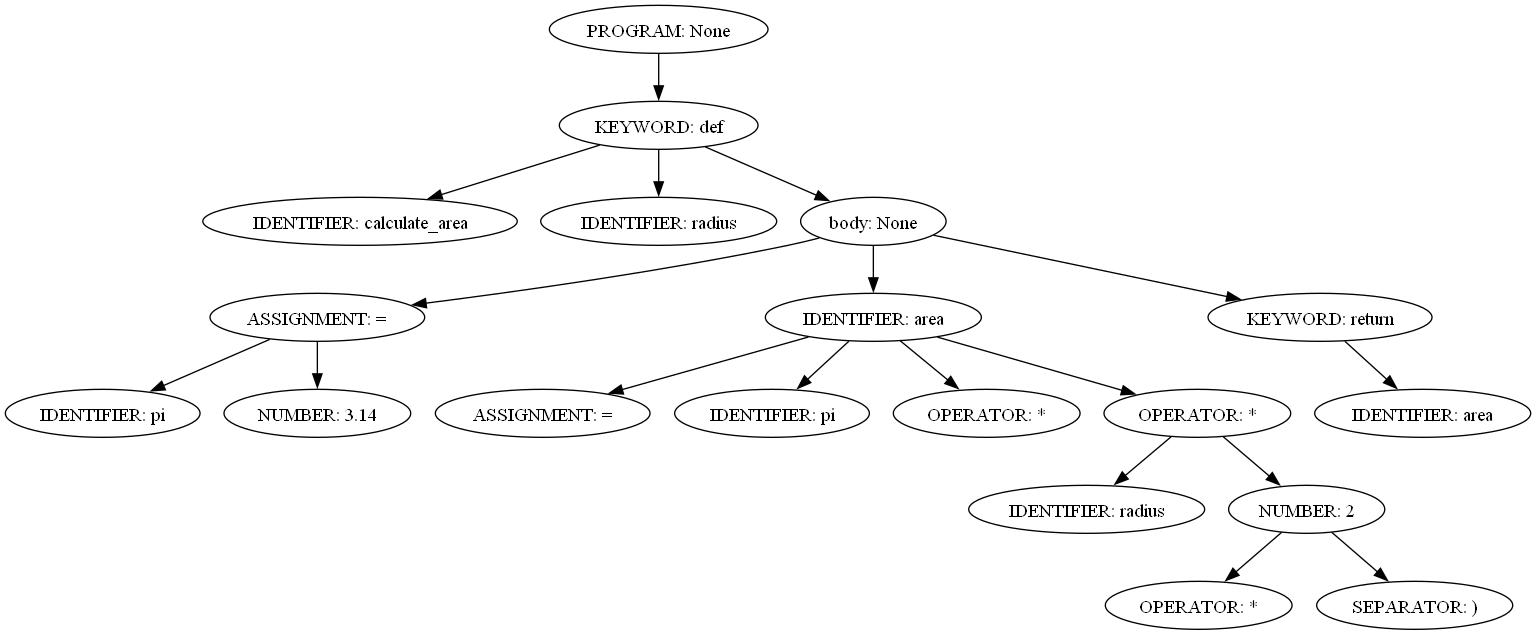 PROGRAM: None
KEYWORD: def
IDENTIFIER: calculate_area
IDENTIFIER: radius
body: None
ASSIGNMENT: =
IDENTIFIER: area
KEYWORD: return
IDENTIFIER: pi
NUMBER: 3.14
ASSIGNMENT: =
IDENTIFIER: pi
OPERATOR: *
OPERATOR: *
IDENTIFIER: area
IDENTIFIER: radius
NUMBER: 2
OPERATOR: *
SEPARATOR: )